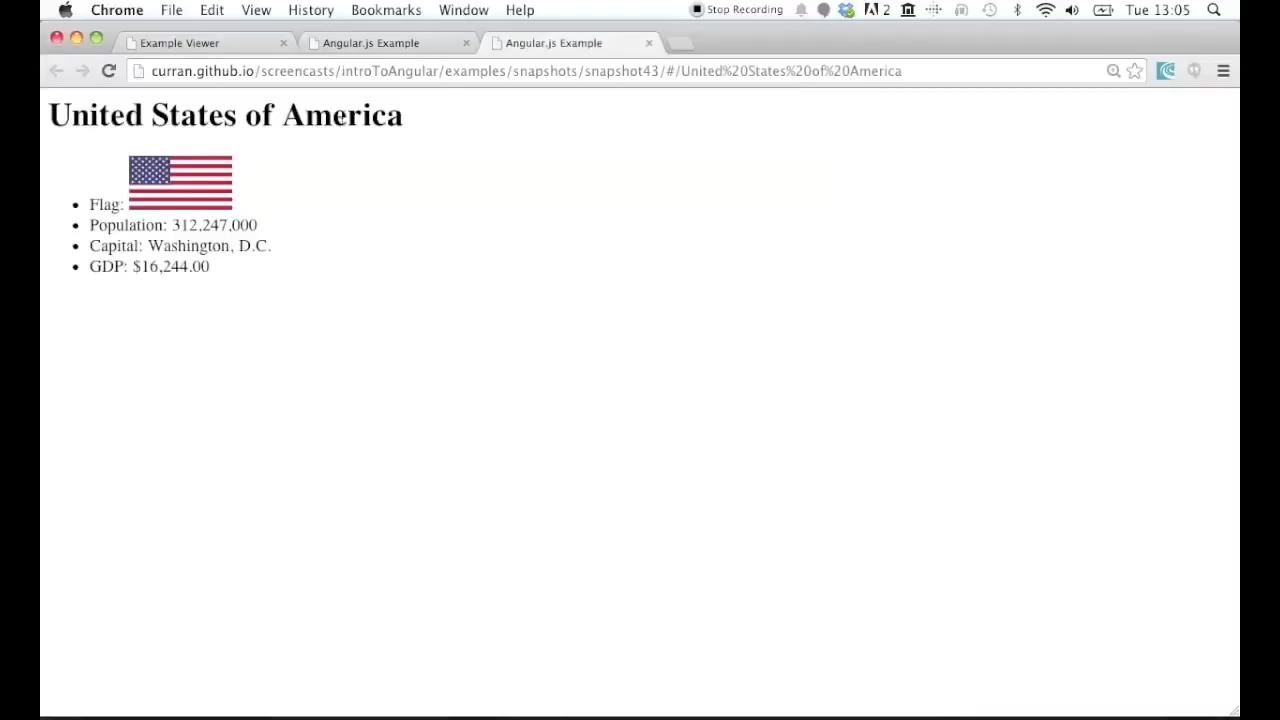 Chrome File Edit View History Bookmarks Window Help Stop Recording 2 Tue 13:05
Example Viewer Angular.js Example Angular.js Example
curran.github.io/screencasts/introToAngular/examples/snapshots/snapshot43/#/United%20States%20of%20America
United States of America
Flag:
Population: 312,247,000
Capital: Washington, D.C.
GDP: $16,244.00